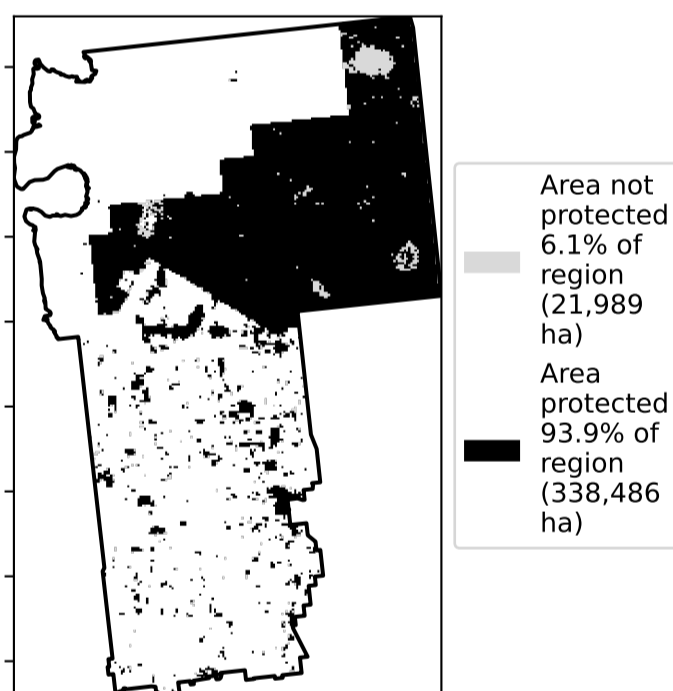 Area not
protected
6.1% of
region
(21,989
ha)
Area
protected
93.9% of
region
(338,486
ha)